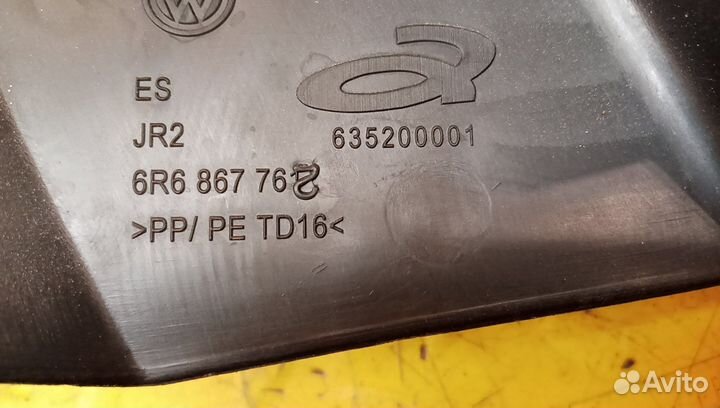 ES
JR2
635200001
6R6 867 762
>PP/ PE TD16<
Avito